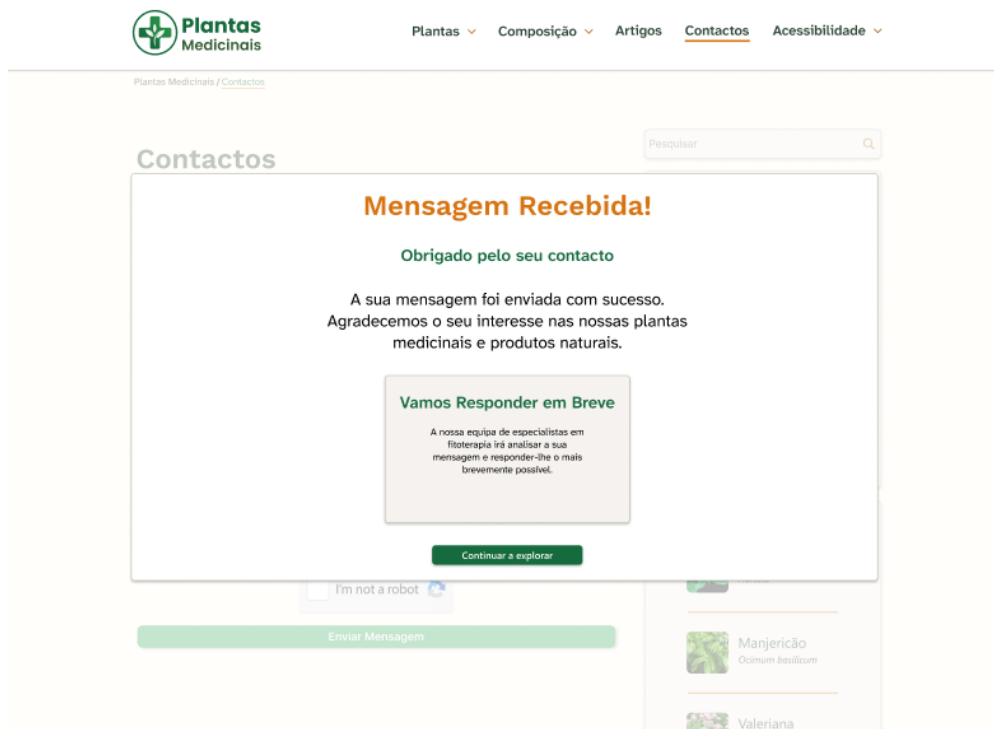 Plantas
Medicinais
Plantas Composição Artigos Contactos Acessibilidade
Plantas Medicinais / Contactos
Pesquisar
Contactos
Mensagem Recebida!
Obrigado pelo seu contacto
A sua mensagem foi enviada com sucesso.
Agradecemos o seu interesse nas nossas plantas
medicinais e produtos naturais.
Vamos Responder em Breve
A nossa equipa de especialistas em
fitoterapia irá analisar a sua
mensagem e responder-lhe o mais
brevemente possível.
Continuar a explorar
I'm not a robot
Enviar Mensagem
Manjericão
Ocimum basilicum
Valeriana